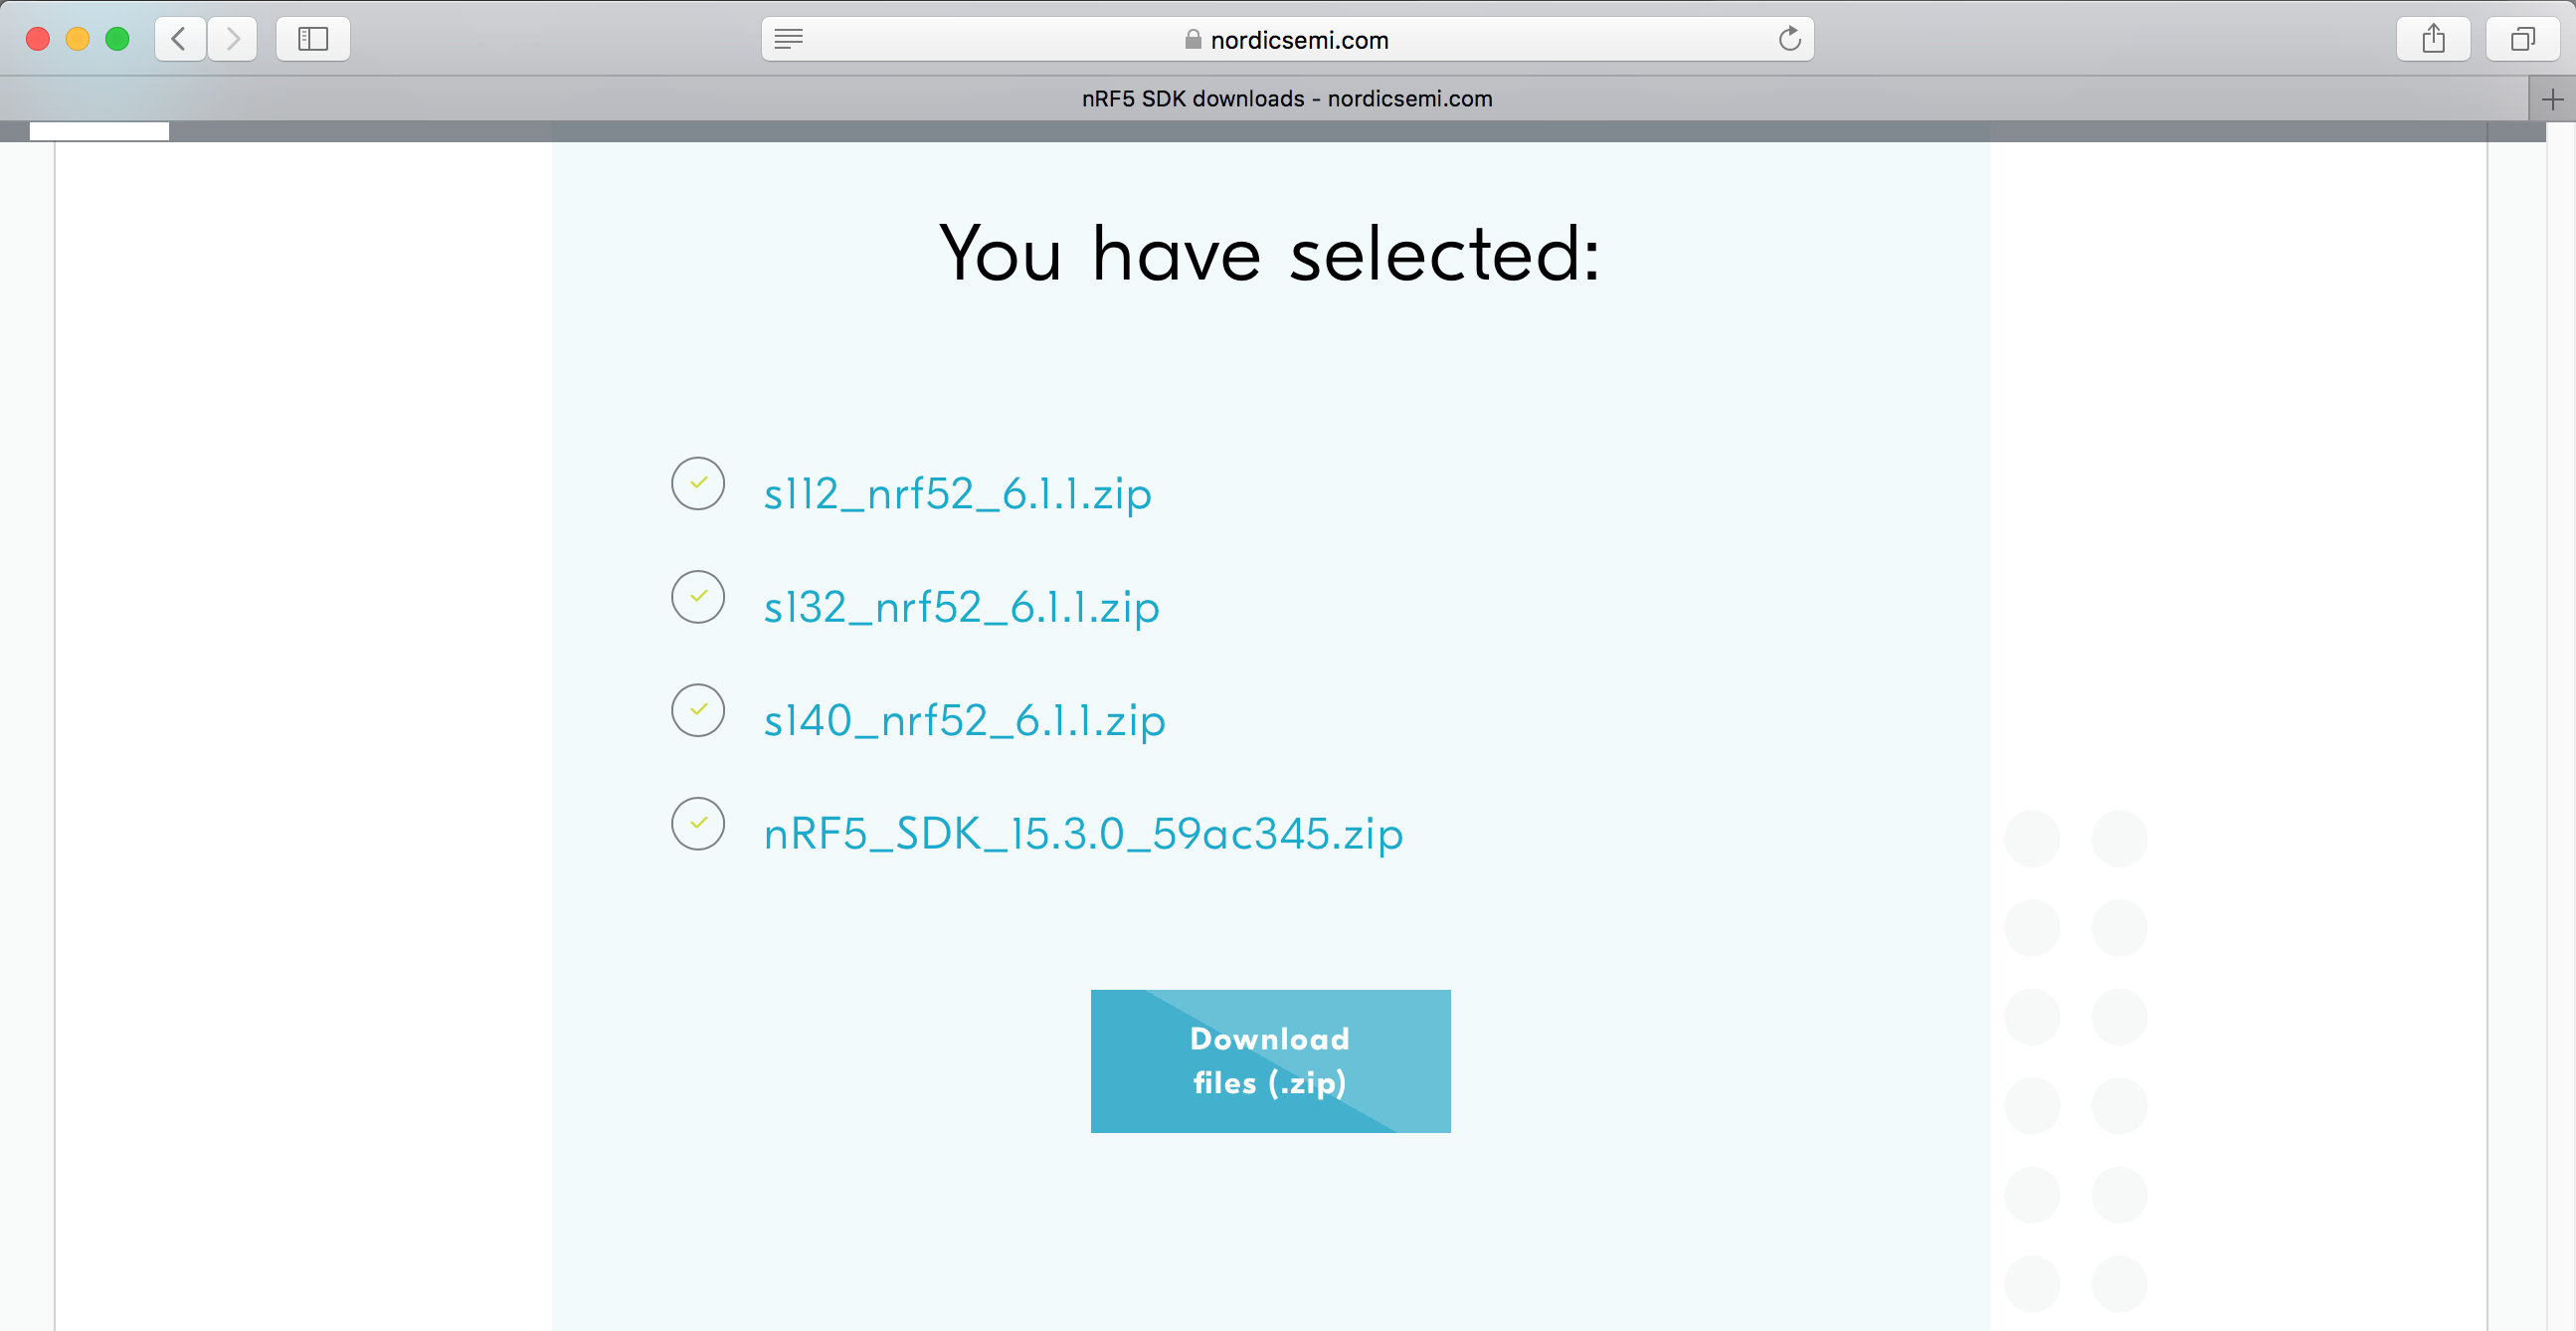 nordicsemi.com
nRF5 SDK downloads - nordicsemi.com
You have selected:
s112_nrf52_6.1.1.zip
s132_nrf52_6.1.1.zip
s140_nrf52_6.1.1.zip
nRF5_SDK_15.3.0_59ac345.zip
Download
files (.zip)